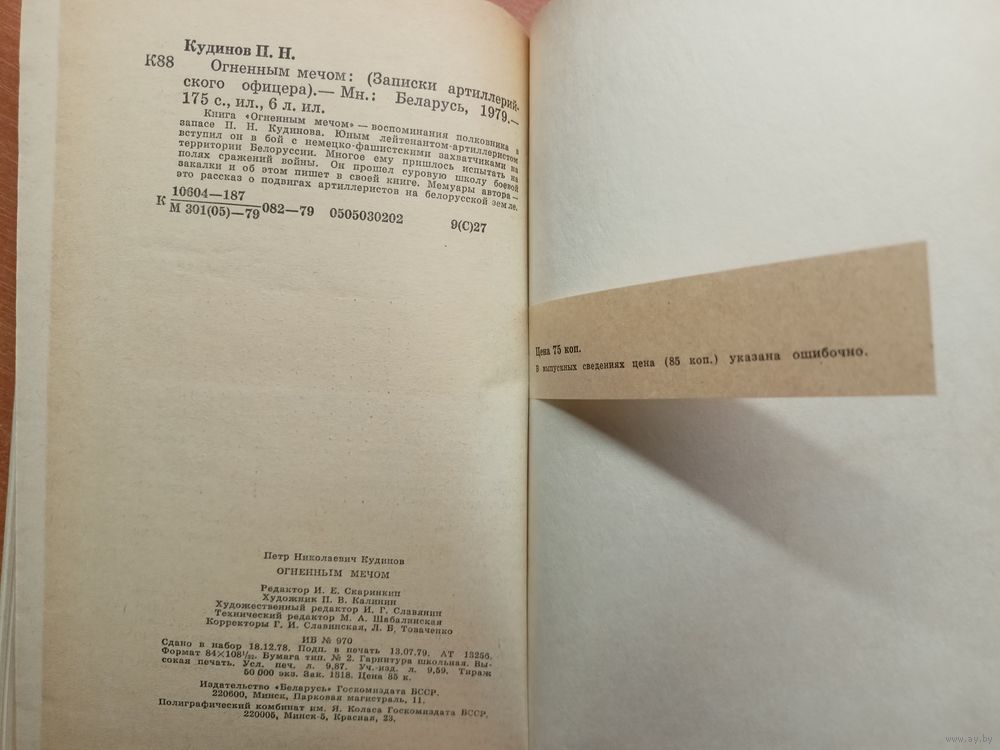 Кудинов П. Н.
К88
Огненным мечом: (Записки артиллерий-
ского офицера).— Мн.: Беларусь, 1979.—
175 с., ил., 6 л. ил.
Книга «Огненным мечом» — воспоминания полковника в
запасе П. Н. Кудинова. Юным лейтенантом-артиллеристом
вступил он в бой с немецко-фашистскими захватчиками на
территории Белоруссии. Многое ему пришлось испытать на
полях сражений войны. Он прошел суровую школу боевой
закалки и об этом пишет в своей книге. Мемуары автора —
это рассказ о подвигах артиллеристов на белорусской земле.
К 10604—187
М 301(05)—79 082—79 0505030202
9(С)27
Петр Николаевич Кудинов
ОГНЕННЫМ МЕЧОМ
Редактор И. Е. Скаринкин
Художник П. В. Калинин
Художественный редактор И. Г. Славянин
Технический редактор М. А. Шабалинская
Корректоры Г. И. Славинская, Л. Б. Товаченко
ИБ № 970
Сдано в набор 18.12.78. Подп. в печать 13.07.79. АТ 13256.
Формат 84×108¹/₃₂. Бумага тип. № 2. Гарнитура школьная. Вы-
сокая печать. Усл. печ. л. 9,87. Уч.-изд. л. 9,59. Тираж
50 000 экз. Зак. 1818. Цена 85 к.
Издательство «Беларусь» Госкомиздата БССР.
220600, Минск, Парковая магистраль, 11.
Полиграфический комбинат им. Я. Коласа Госкомиздата БССР.
220005, Минск-5, Красная, 23.
Цена 75 коп.
В выпускных сведениях цена (85 коп.) указана ошибочно.
www.ay.by